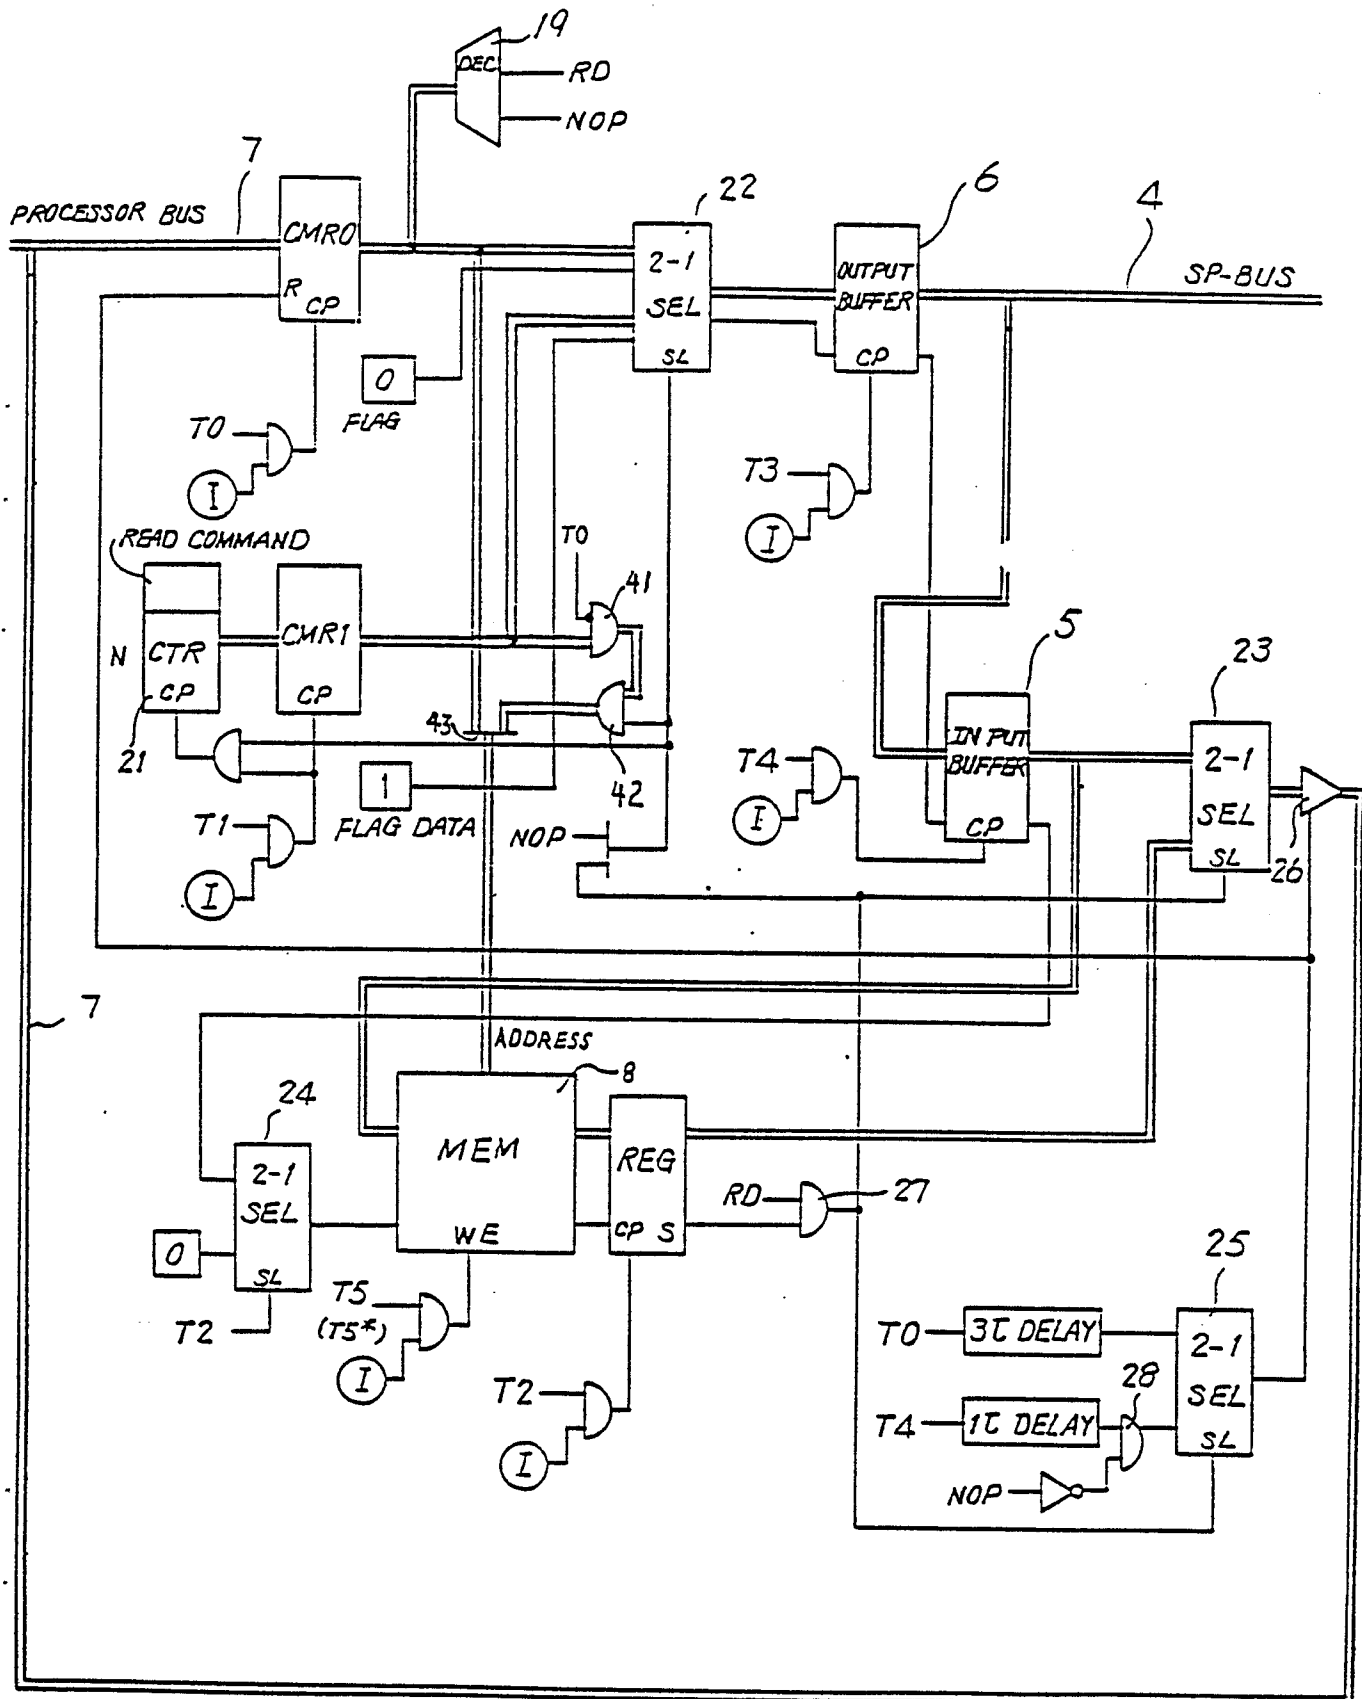 19
DEC
RD
NOP
7
PROCESSOR BUS
CMR0
R
CP
22
2-1
SEL
SL
6
OUTPUT
BUFFER
CP
4
SP-BUS
0
FLAG
T0
I
T3
I
READ COMMAND
N
CTR
CP
21
CMR1
CP
T0
41
42
43
T1
I
1
FLAG DATA
NOP
T4
I
5
INPUT
BUFFER
CP
23
2-1
SEL
SL
26
7
ADDRESS
8
24
2-1
SEL
SL
0
T2
MEM
WE
REG
CP S
RD
27
T5
(T5*)
I
T2
I
25
T0
3τ DELAY
2-1
SEL
SL
T4
1τ DELAY
28
NOP